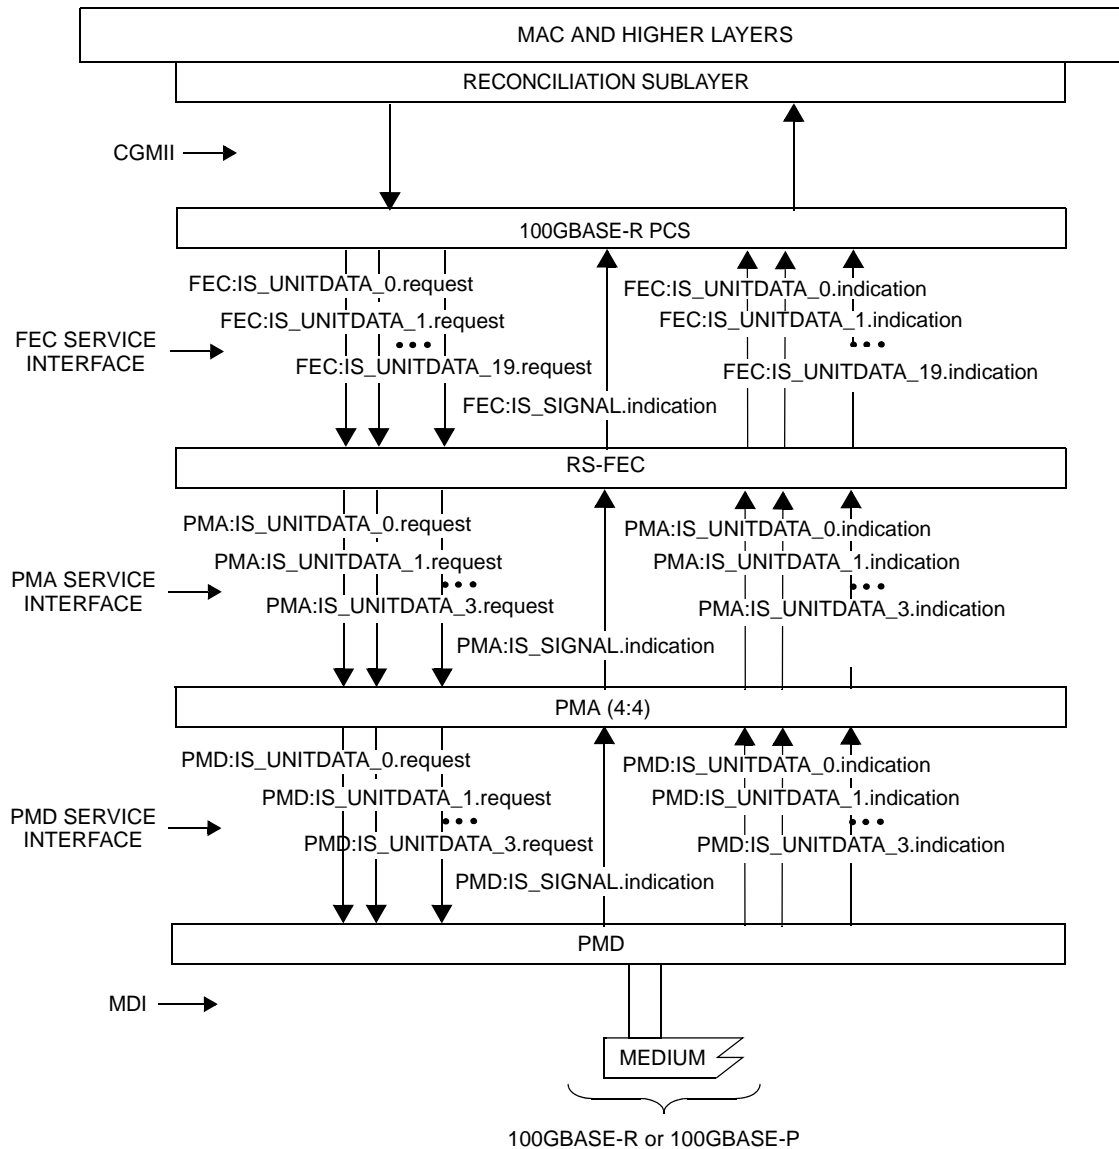 MAC AND HIGHER LAYERS
RECONCILIATION SUBLAYER
CGMII
100GBASE-R PCS
FEC:IS_UNITDATA_0.request
FEC:IS_UNITDATA_0.indication
FEC:IS_UNITDATA_1.request
FEC:IS_UNITDATA_1.indication
FEC SERVICE
INTERFACE
• • •
• • •
FEC:IS_UNITDATA_19.request
FEC:IS_UNITDATA_19.indication
FEC:IS_SIGNAL.indication
RS-FEC
PMA:IS_UNITDATA_0.request
PMA:IS_UNITDATA_0.indication
PMA:IS_UNITDATA_1.request
PMA:IS_UNITDATA_1.indication
PMA SERVICE
INTERFACE
• • •
• • •
PMA:IS_UNITDATA_3.request
PMA:IS_UNITDATA_3.indication
PMA:IS_SIGNAL.indication
PMA (4:4)
PMD:IS_UNITDATA_0.request
PMD:IS_UNITDATA_0.indication
PMD:IS_UNITDATA_1.request
PMD:IS_UNITDATA_1.indication
PMD SERVICE
INTERFACE
• • •
• • •
PMD:IS_UNITDATA_3.request
PMD:IS_UNITDATA_3.indication
PMD:IS_SIGNAL.indication
PMD
MDI
MEDIUM
100GBASE-R or 100GBASE-P